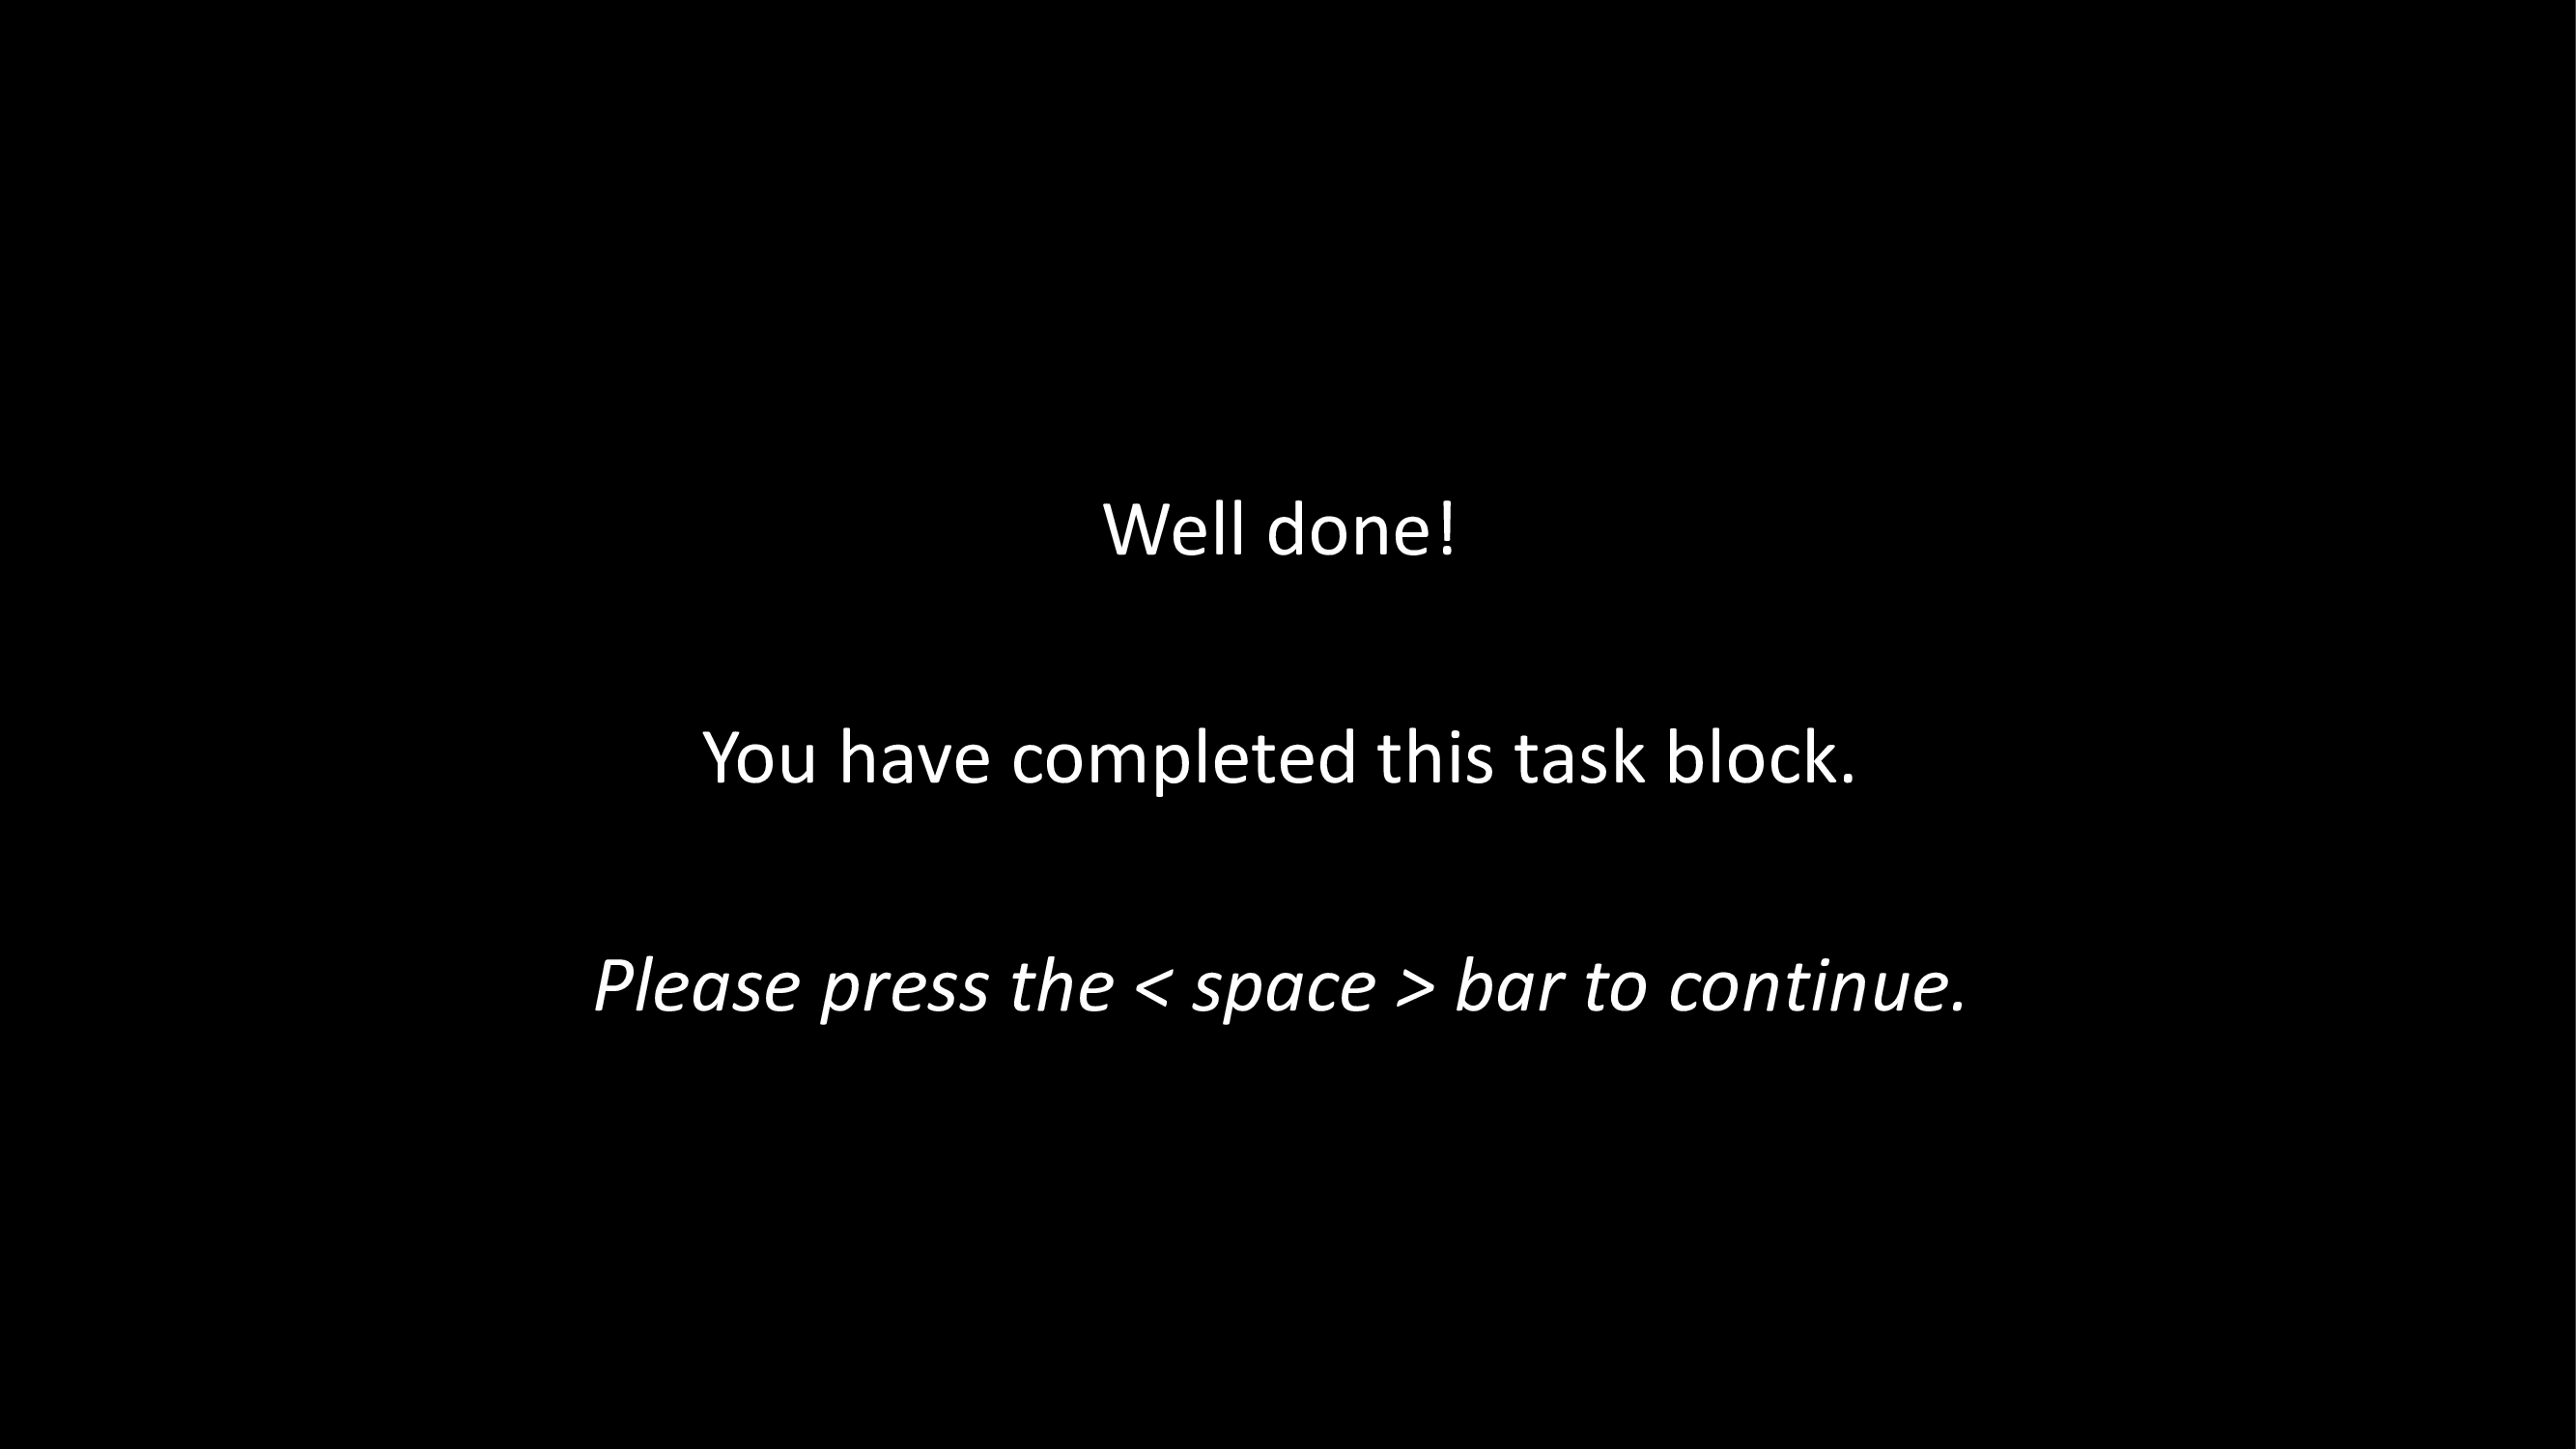 Well done!
You have completed this task block.
Please press the < space > bar to continue.